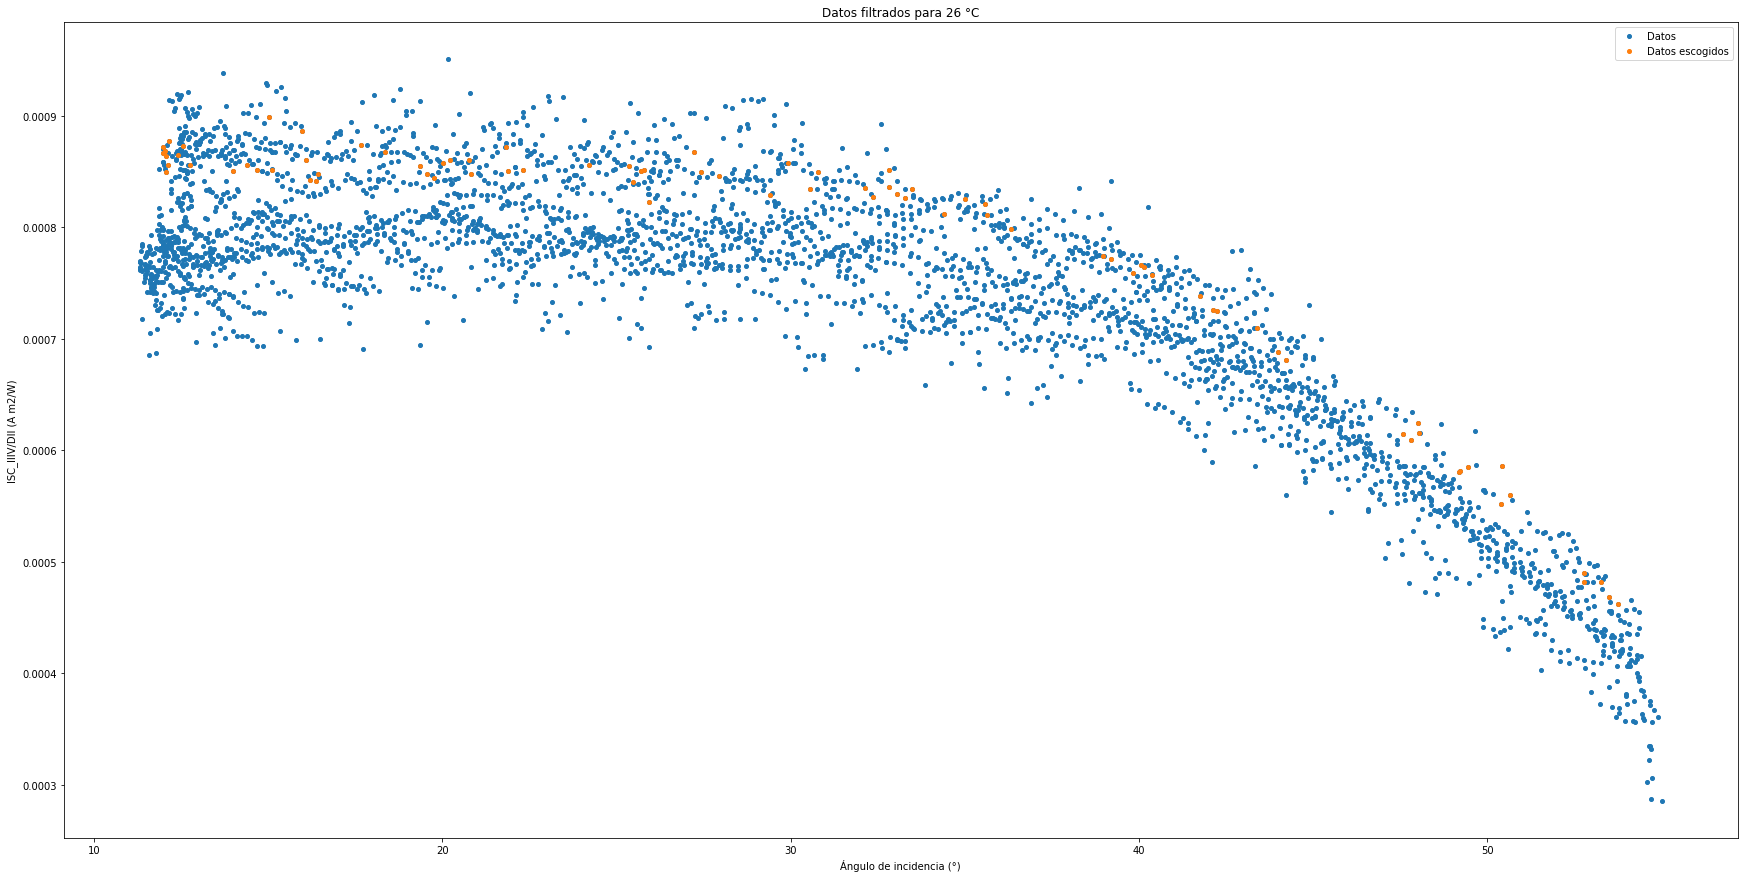 Datos filtrados para 26 °C
Datos
Datos escogidos
ISC_IIIV/DII (A m2/W)
0.0009
0.0008
0.0007
0.0006
0.0005
0.0004
0.0003
10
20
30
40
50
Ángulo de incidencia (°)